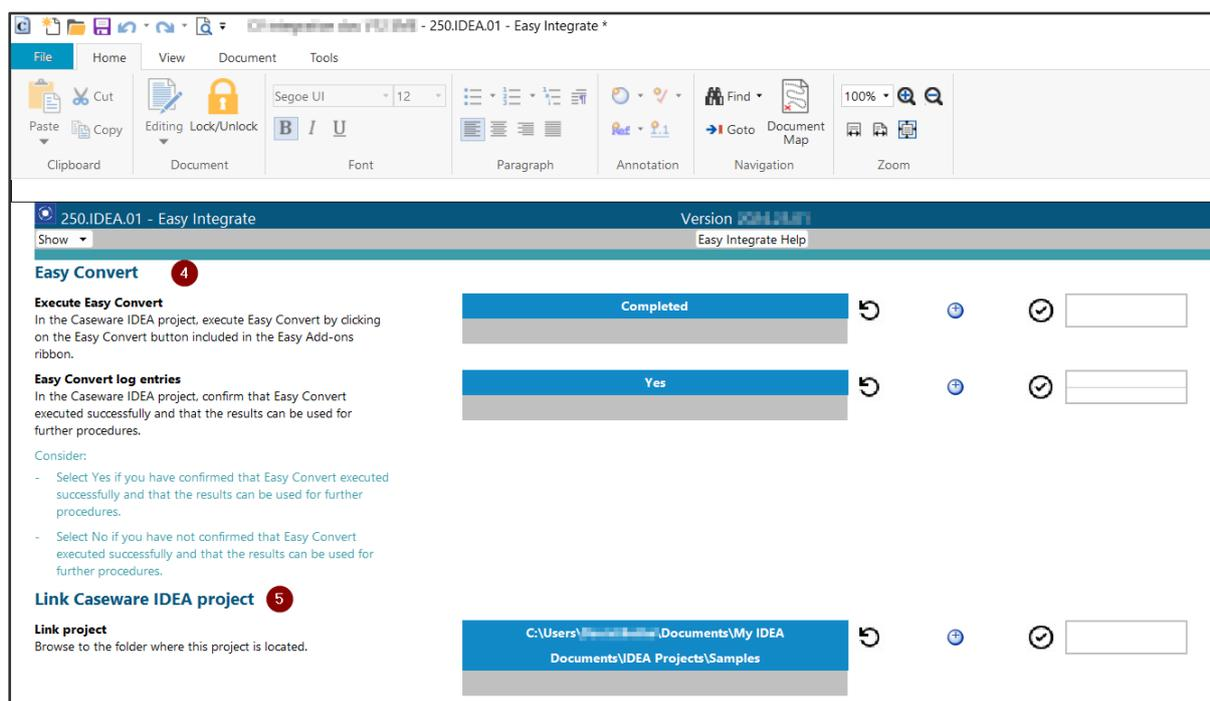 - 250.IDEA.01 - Easy Integrate *
File Home View Document Tools
Cut
Segoe UI 12
Find
100%
Paste Copy Editing Lock/Unlock B I U Ref 1 Goto Document Map
Clipboard Document Font Paragraph Annotation Navigation Zoom
250.IDEA.01 - Easy Integrate Version
Show Easy Integrate Help
Easy Convert 4
Execute Easy Convert
Completed
In the Caseware IDEA project, execute Easy Convert by clicking
on the Easy Convert button included in the Easy Add-ons
ribbon.
Easy Convert log entries
Yes
In the Caseware IDEA project, confirm that Easy Convert
executed successfully and that the results can be used for
further procedures.
Consider:
- Select Yes if you have confirmed that Easy Convert executed
successfully and that the results can be used for further
procedures.
- Select No if you have not confirmed that Easy Convert
executed successfully and that the results can be used for
further procedures.
Link Caseware IDEA project 5
Link project
Browse to the folder where this project is located.
C:\Users\ \Documents\My IDEA
Documents\IDEA Projects\Samples